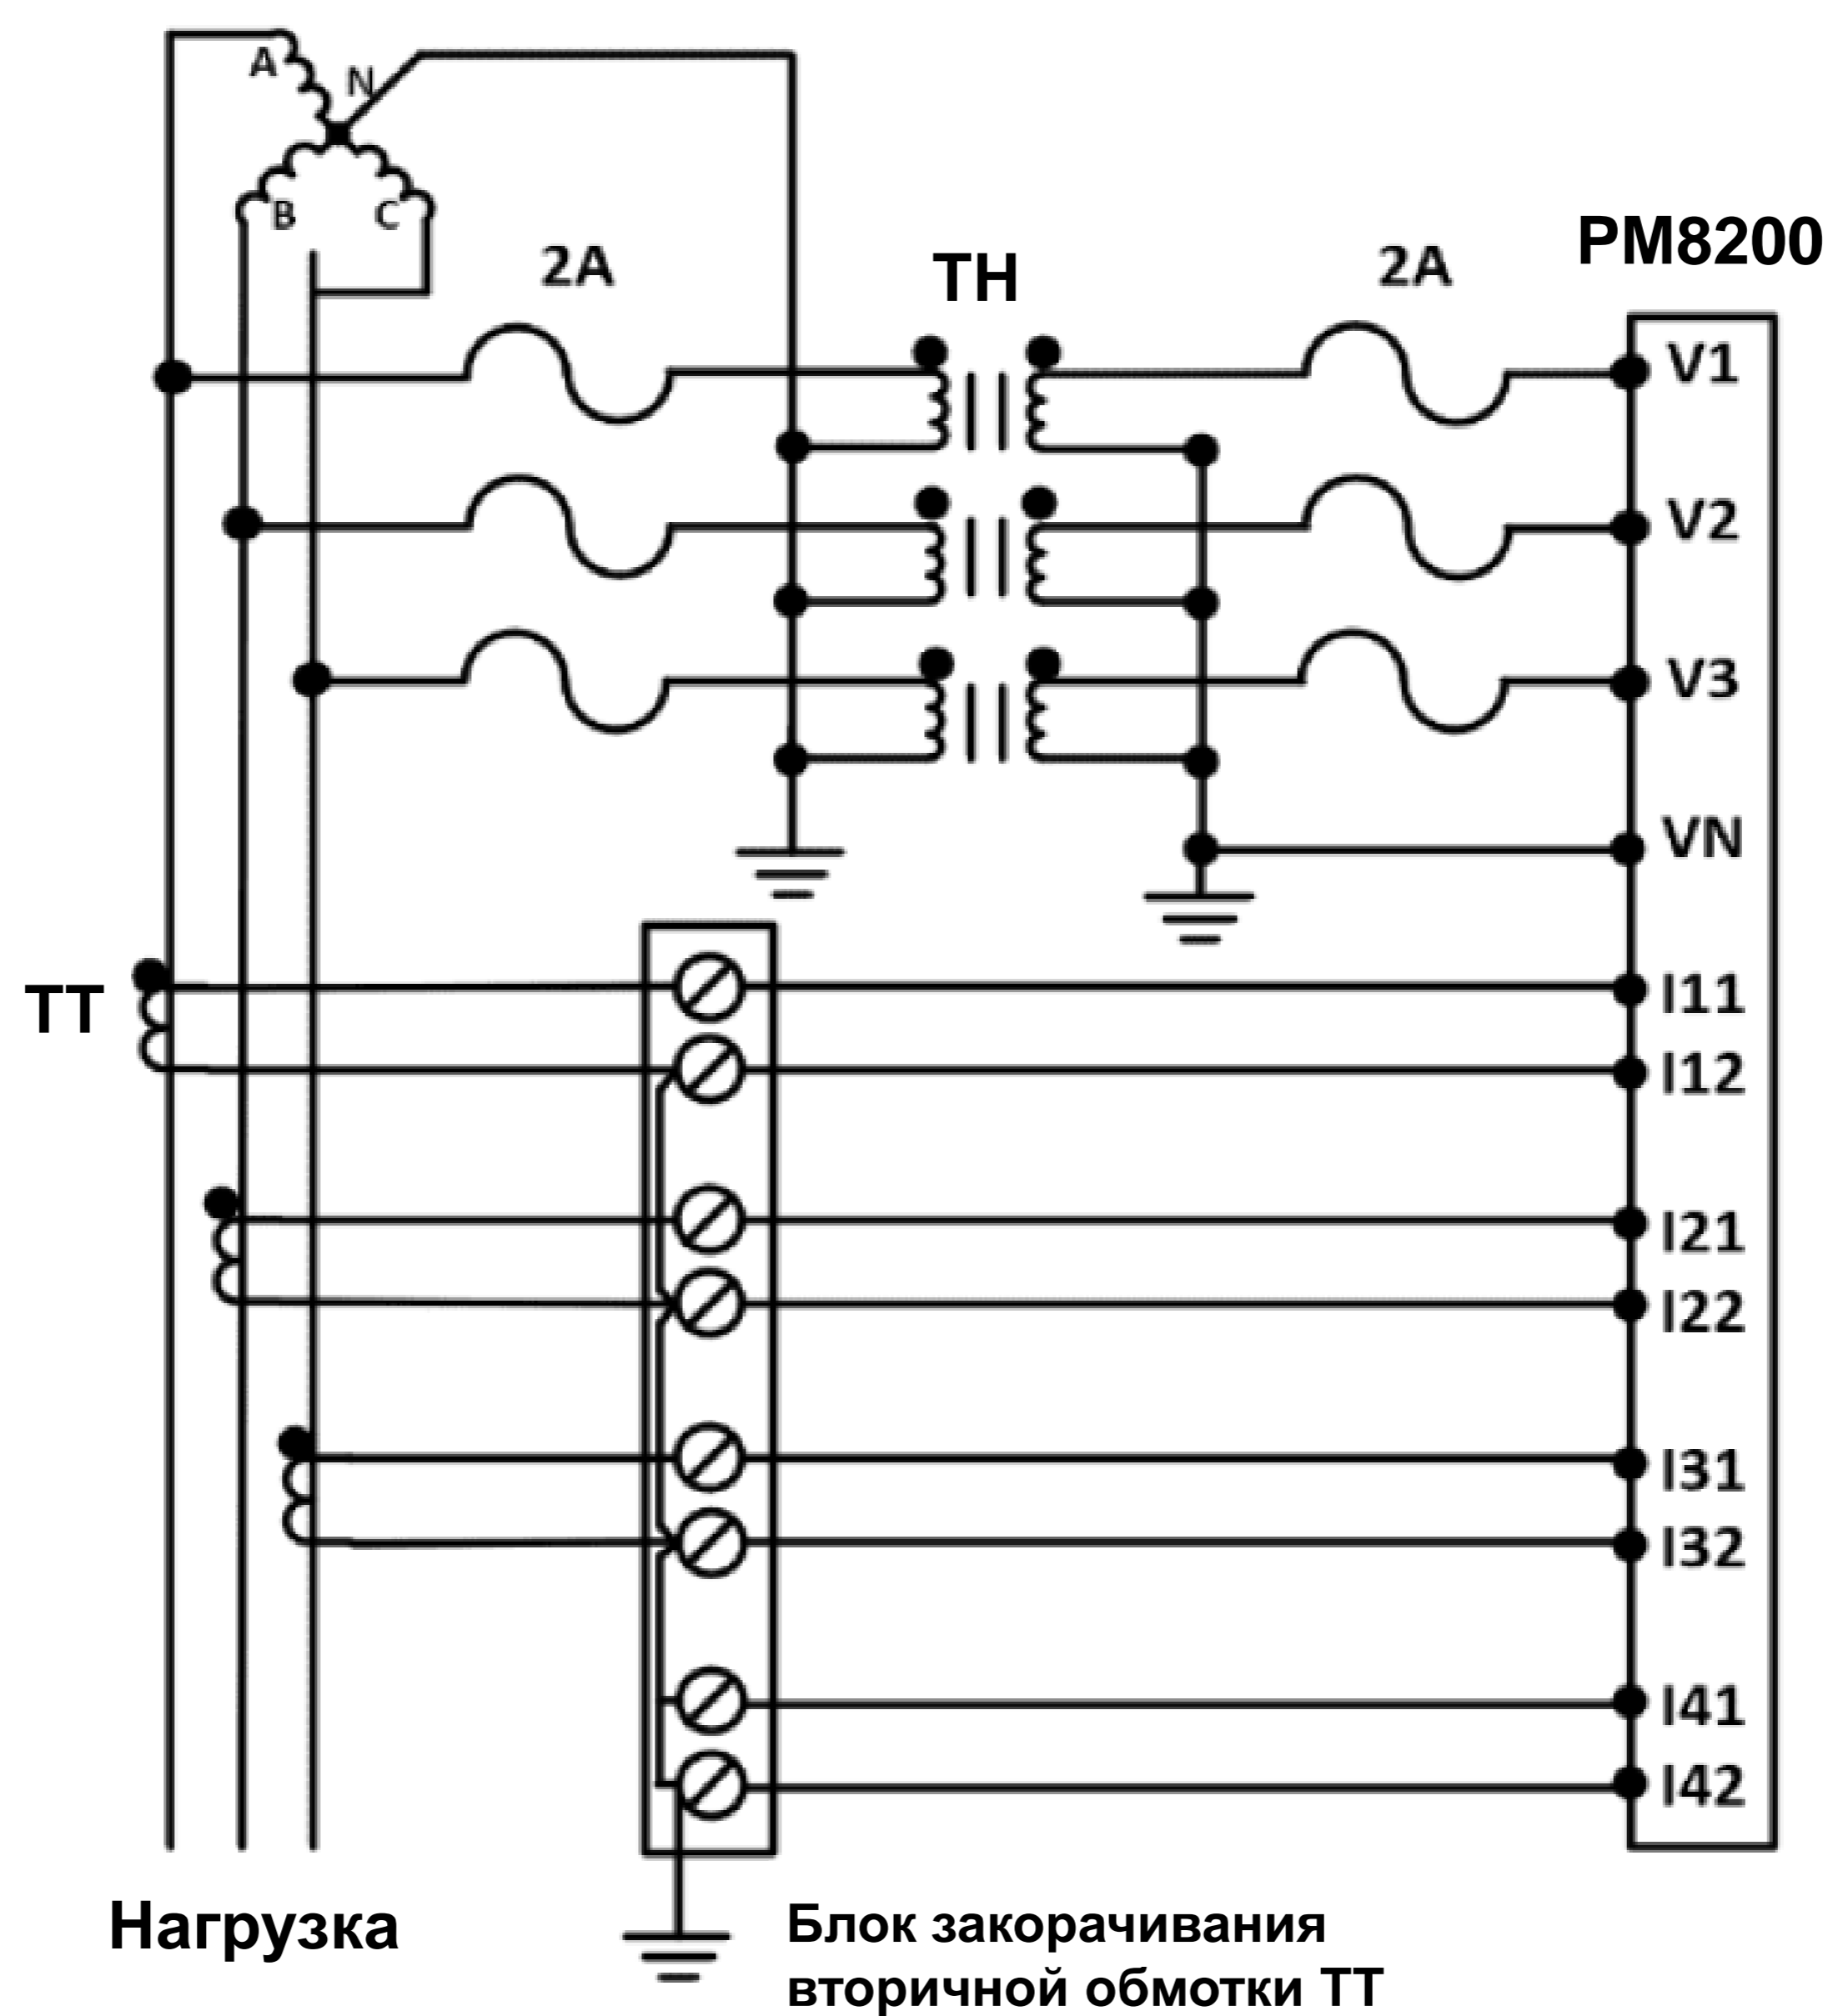 A
N
B
C
2A
ТН
2A
PM8200
V1
V2
V3
VN
ТТ
I11
I12
I21
I22
I31
I32
I41
I42
Нагрузка
Блок закорачивания
вторичной обмотки ТТ